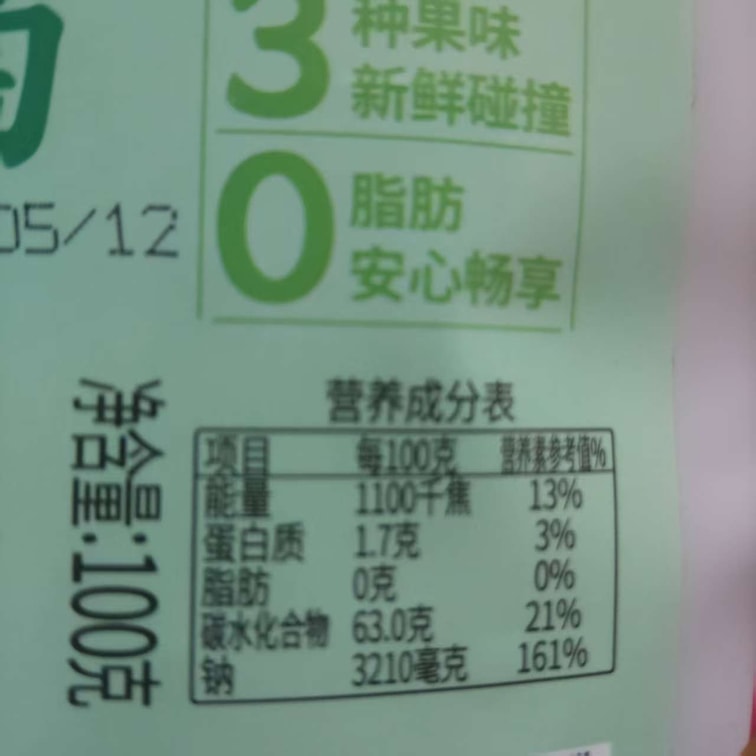 3
种果味
新鲜碰撞
0
脂肪
安心畅享
05/12
净含量:100克
营养成分表
项目 每100克 营养素参考值%
能量 1100千焦 13%
蛋白质 1.7克 3%
脂肪 0克 0%
碳水化合物 63.0克 21%
钠 3210毫克 161%